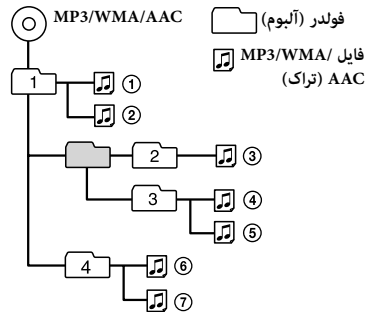 MP3/WMA/AAC
فولدر (آلبوم)
فایل MP3/WMA/
AAC (تراک)
1
①
②
2
③
3
④
⑤
4
⑥
⑦